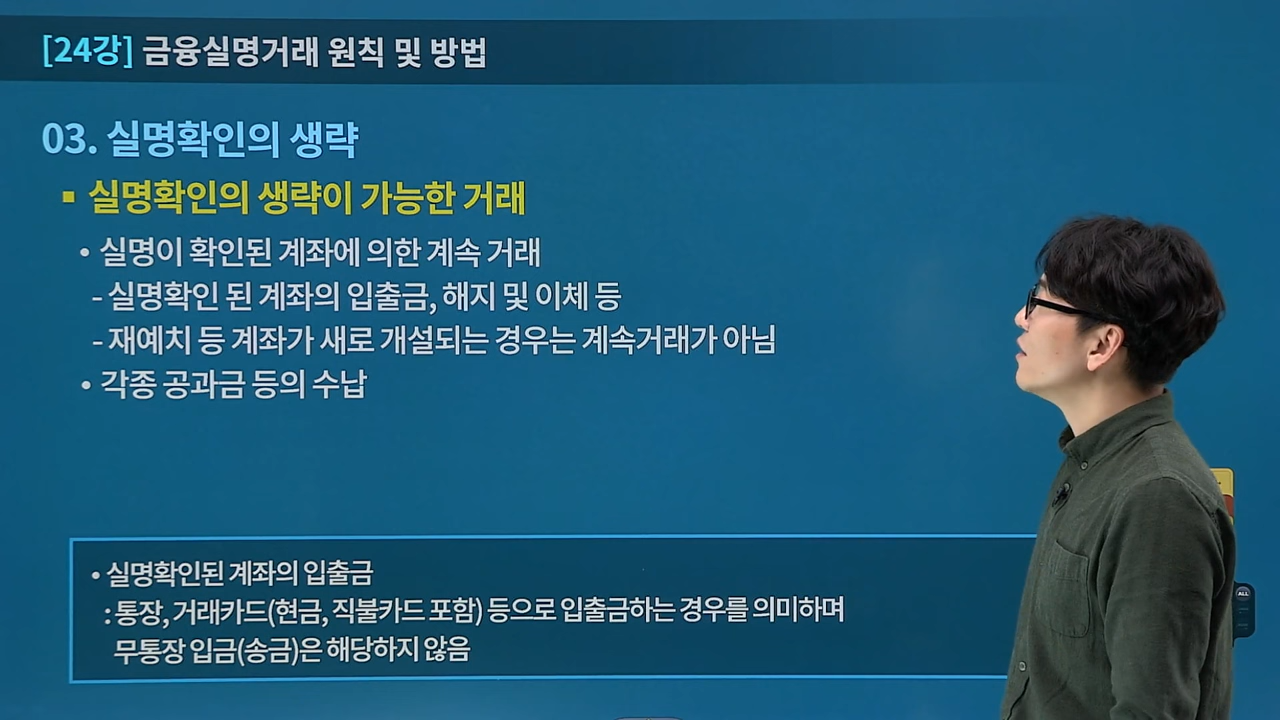 [24강] 금융실명거래 원칙 및 방법
03. 실명확인의 생략
▪ 실명확인의 생략이 가능한 거래
• 실명이 확인된 계좌에 의한 계속 거래
- 실명확인 된 계좌의 입출금, 해지 및 이체 등
- 재예치 등 계좌가 새로 개설되는 경우는 계속거래가 아님
• 각종 공과금 등의 수납
• 실명확인된 계좌의 입출금
: 통장, 거래카드(현금, 직불카드 포함) 등으로 입출금하는 경우를 의미하며
무통장 입금(송금)은 해당하지 않음
ALL